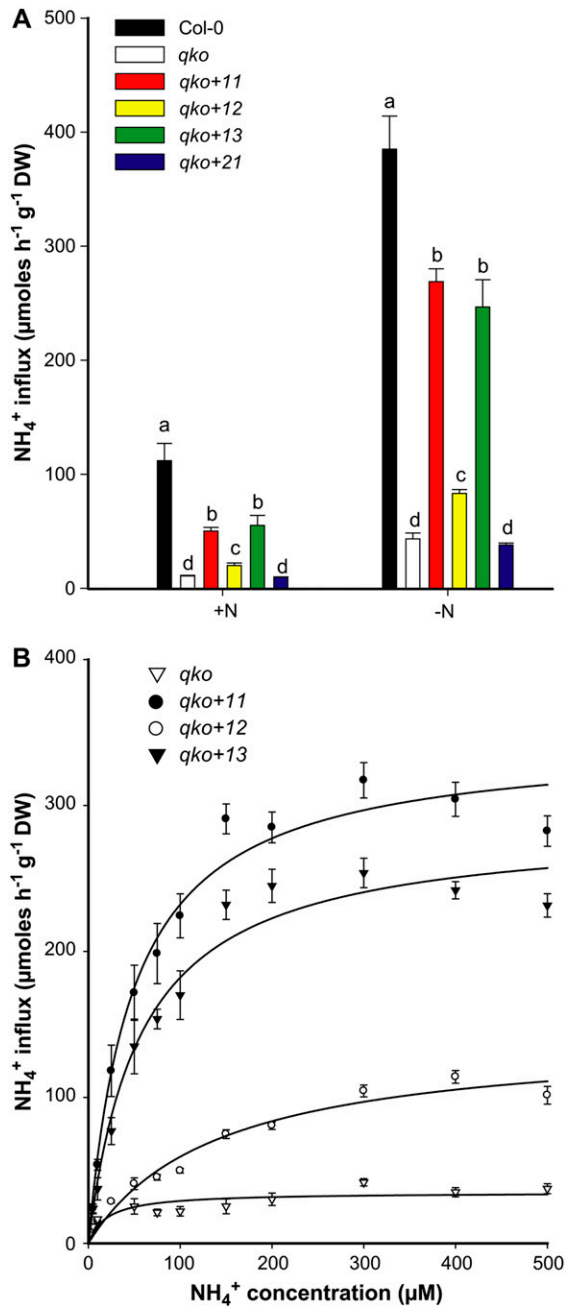 A
500
400
300
200
100
0
NH₄⁺ influx (µmoles h⁻¹ g⁻¹ DW)
Col-0
qko
qko+11
qko+12
qko+13
qko+21
a
d
b
c
b
d
a
d
b
c
b
d
+N
-N
B
400
300
200
100
0
NH₄⁺ influx (µmoles h⁻¹ g⁻¹ DW)
qko
qko+11
qko+12
qko+13
0
100
200
300
400
500
NH₄⁺ concentration (µM)